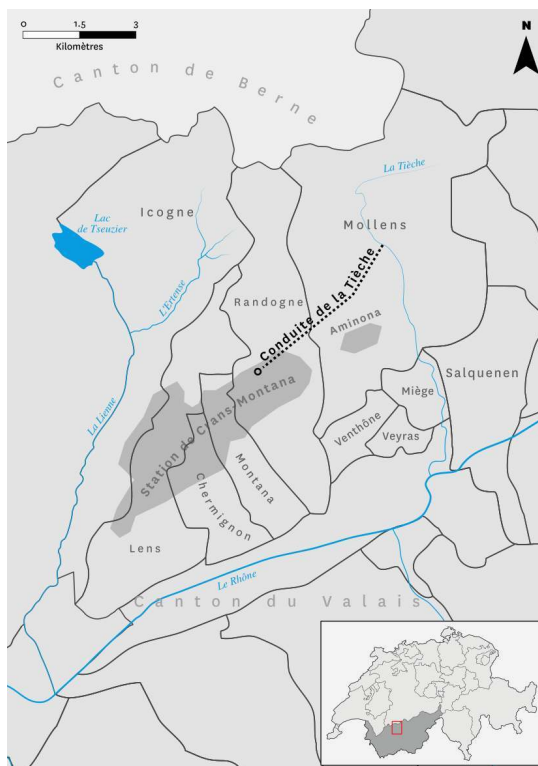 0 1.5 3
Kilomètres
N
Canton de Berne
La Tièche
Icogne
Lac
de Tseuzier
Mollens
L'Ertense
Randogne
Conduite de la Tièche
Aminona
Salquenen
Miège
Station de Crans-Montana
La Lienne
Venthône
Veyras
Montana
Chermignon
Lens
Le Rhône
Canton du Valais